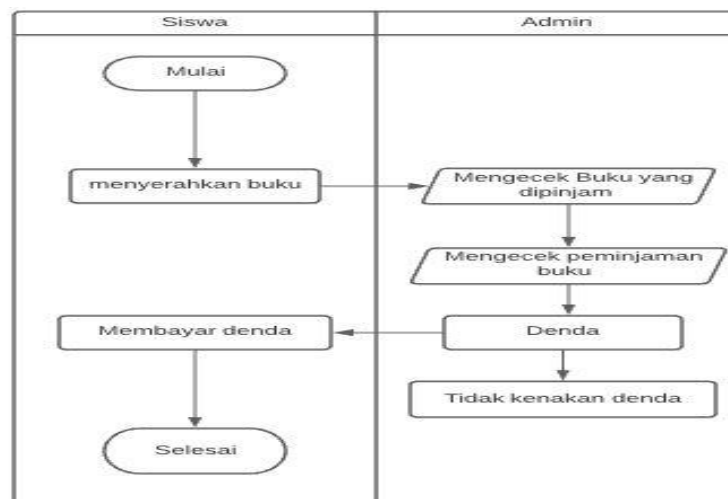 Siswa
Admin
Mulai
menyerahkan buku
Mengecek Buku yang
dipinjam
Mengecek peminjaman
buku
Membayar denda
Denda
Tidak kenakan denda
Selesai